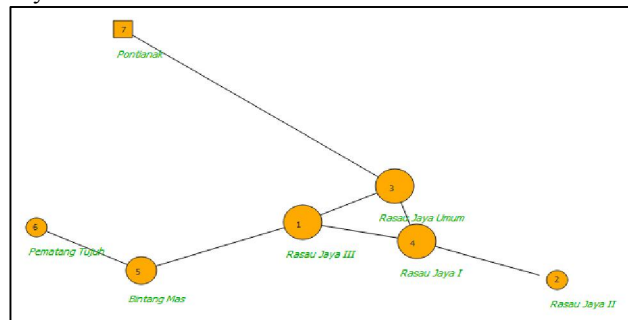 7
Pontianak
3
Rasau Jaya Umum
1
Rasau Jaya III
4
Rasau Jaya I
6
Pematang Tujuh
5
Bintang Mas
2
Rasau Jaya II